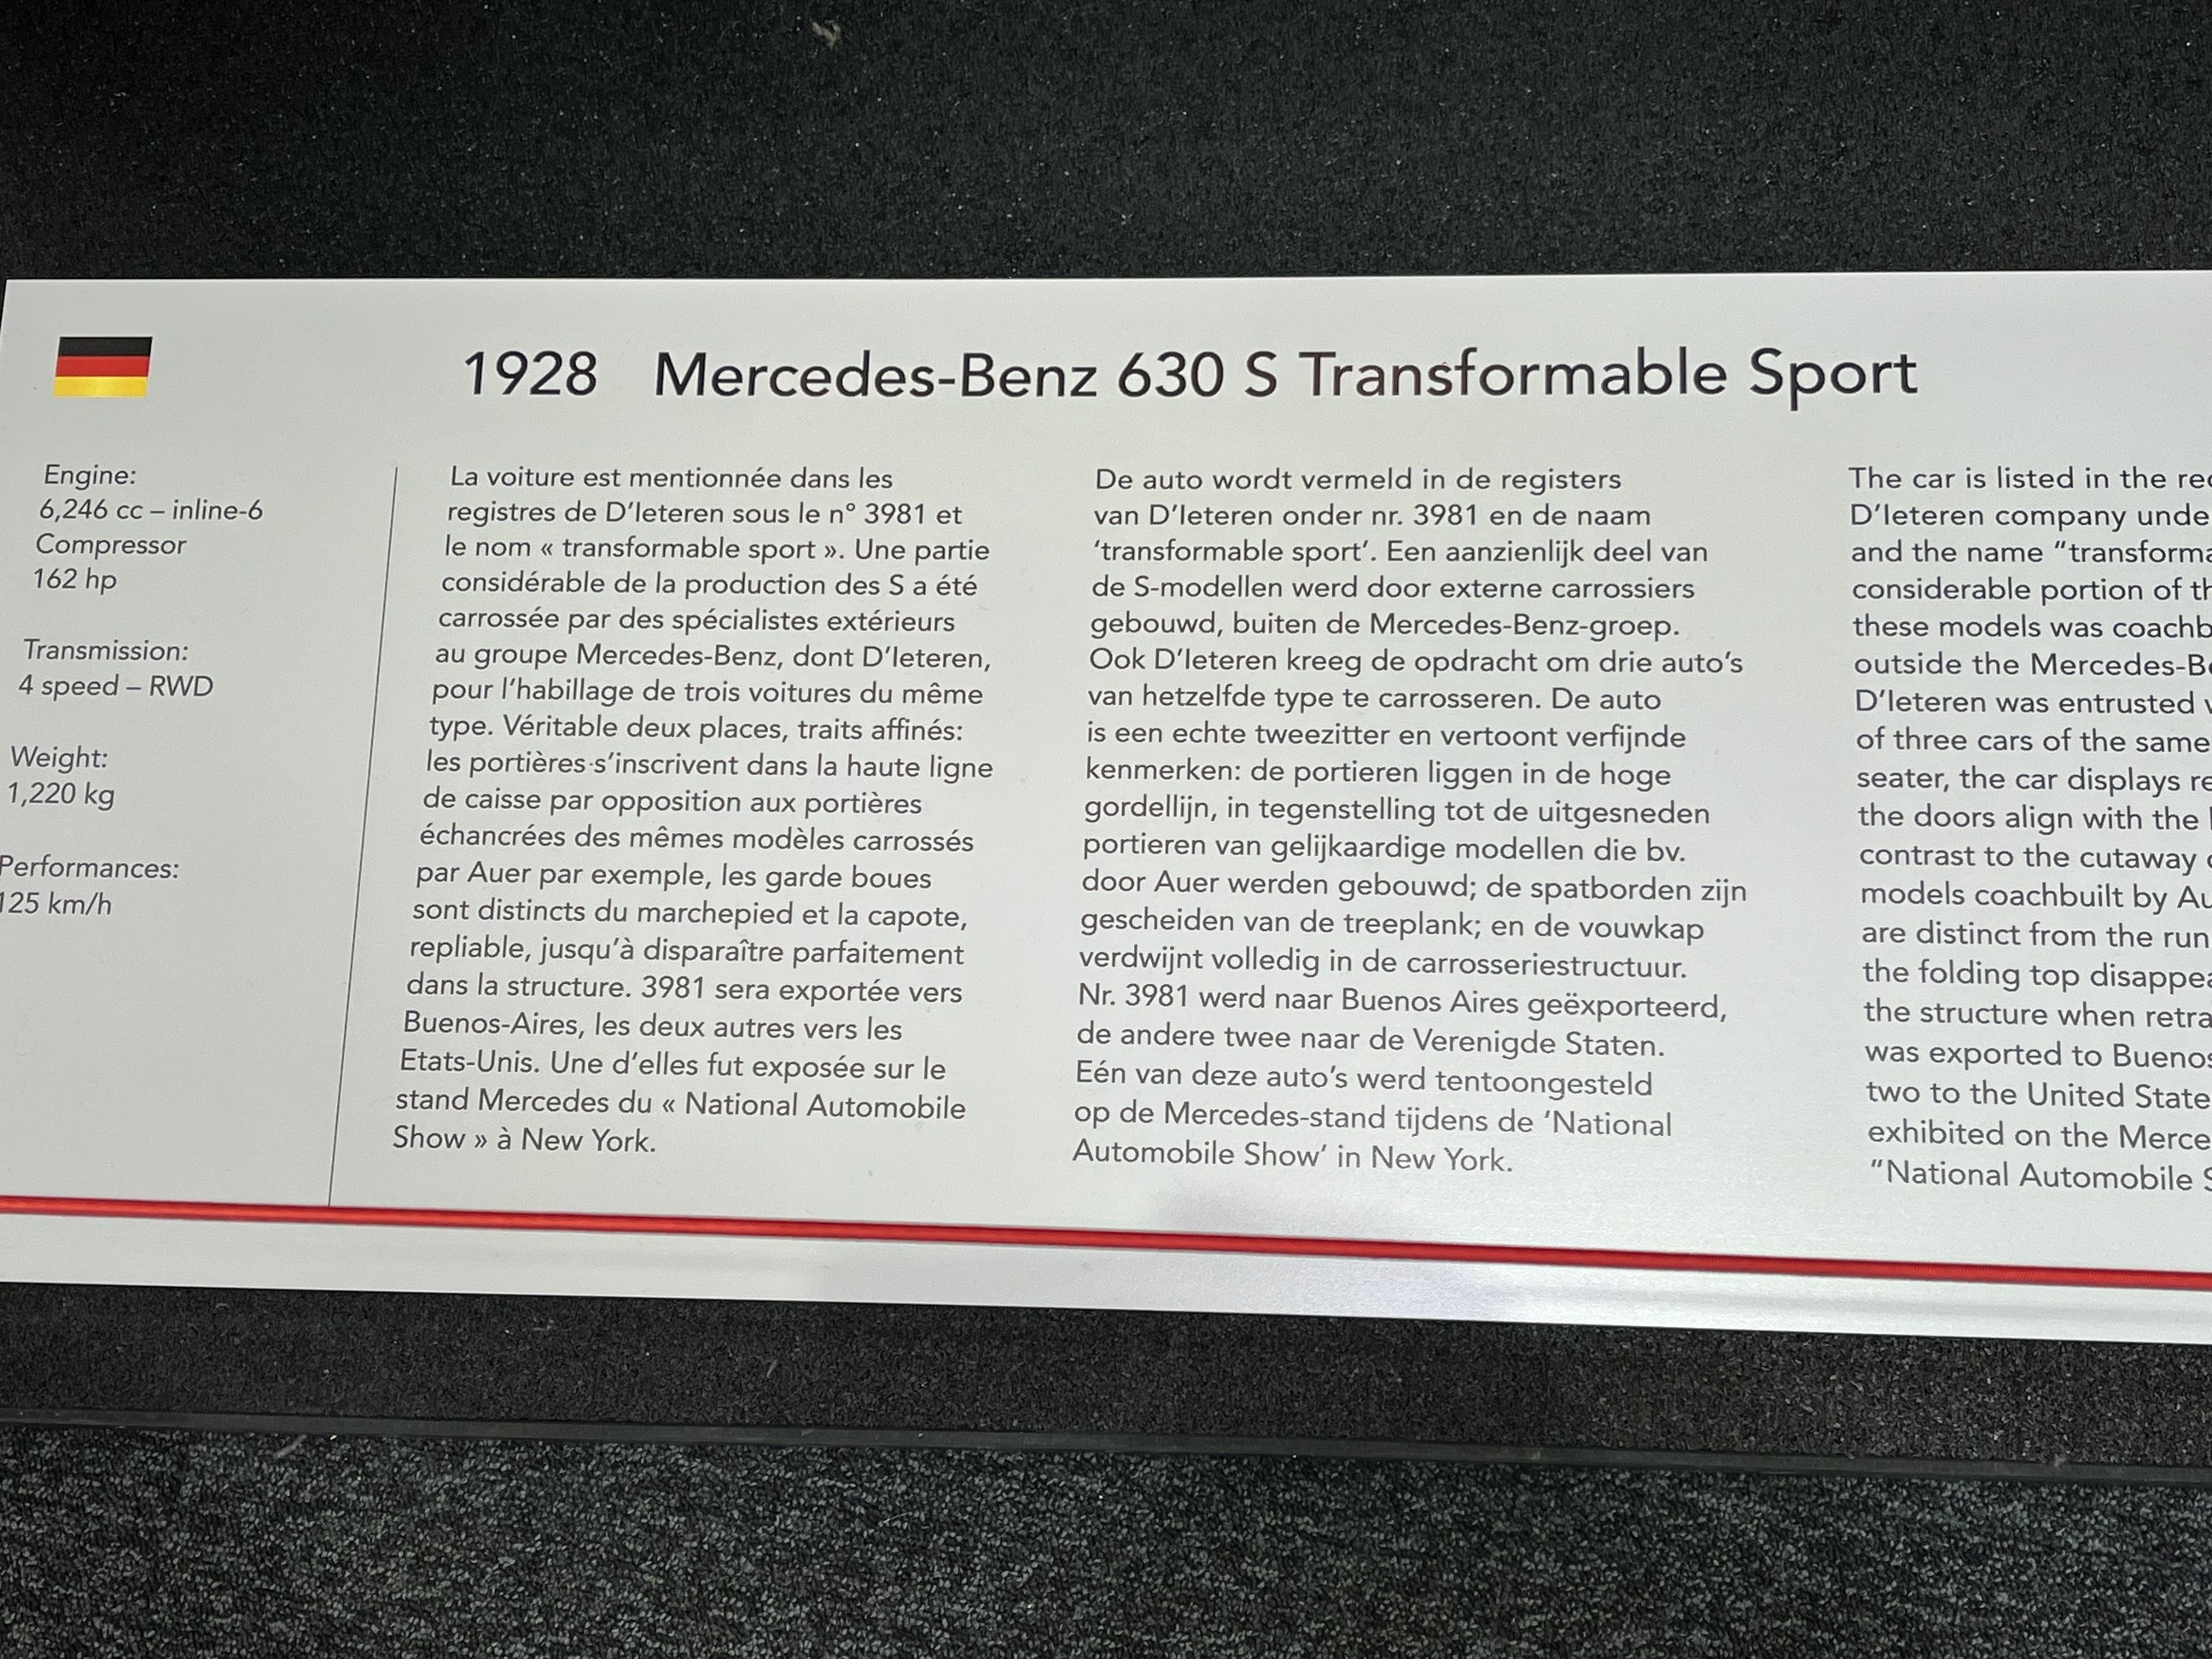 1928 Mercedes-Benz 630 S Transformable Sport
Engine:
6,246 cc – inline-6
Compressor
162 hp
Transmission:
4 speed – RWD
Weight:
1,220 kg
Performances:
125 km/h
La voiture est mentionnée dans les
registres de D'Ieteren sous le n° 3981 et
le nom « transformable sport ». Une partie
considérable de la production des S a été
carrossée par des spécialistes extérieurs
au groupe Mercedes-Benz, dont D'Ieteren,
pour l'habillage de trois voitures du même
type. Véritable deux places, traits affinés:
les portières s'inscrivent dans la haute ligne
de caisse par opposition aux portières
échancrées des mêmes modèles carrossés
par Auer par exemple, les garde boues
sont distincts du marchepied et la capote,
repliable, jusqu'à disparaître parfaitement
dans la structure. 3981 sera exportée vers
Buenos-Aires, les deux autres vers les
Etats-Unis. Une d'elles fut exposée sur le
stand Mercedes du « National Automobile
Show » à New York.
De auto wordt vermeld in de registers
van D'Ieteren onder nr. 3981 en de naam
'transformable sport'. Een aanzienlijk deel van
de S-modellen werd door externe carrossiers
gebouwd, buiten de Mercedes-Benz-groep.
Ook D'Ieteren kreeg de opdracht om drie auto's
van hetzelfde type te carrosseren. De auto
is een echte tweezitter en vertoont verfijnde
kenmerken: de portieren liggen in de hoge
gordellijn, in tegenstelling tot de uitgesneden
portieren van gelijkaardige modellen die bv.
door Auer werden gebouwd; de spatborden zijn
gescheiden van de treeplank; en de vouwkap
verdwijnt volledig in de carrosseriestructuur.
Nr. 3981 werd naar Buenos Aires geëxporteerd,
de andere twee naar de Verenigde Staten.
Eén van deze auto's werd tentoongesteld
op de Mercedes-stand tijdens de 'National
Automobile Show' in New York.
The car is listed in the
D'Ieteren company
and the name
considerable portion of
these models was
outside the
D'Ieteren was entrusted
of three cars of the same
seater, the car displays
the doors align with the
contrast to the cutaway
models coachbuilt by
are distinct from the
the folding top
the structure when
was exported to
two to the United
exhibited on the
"National Automobile